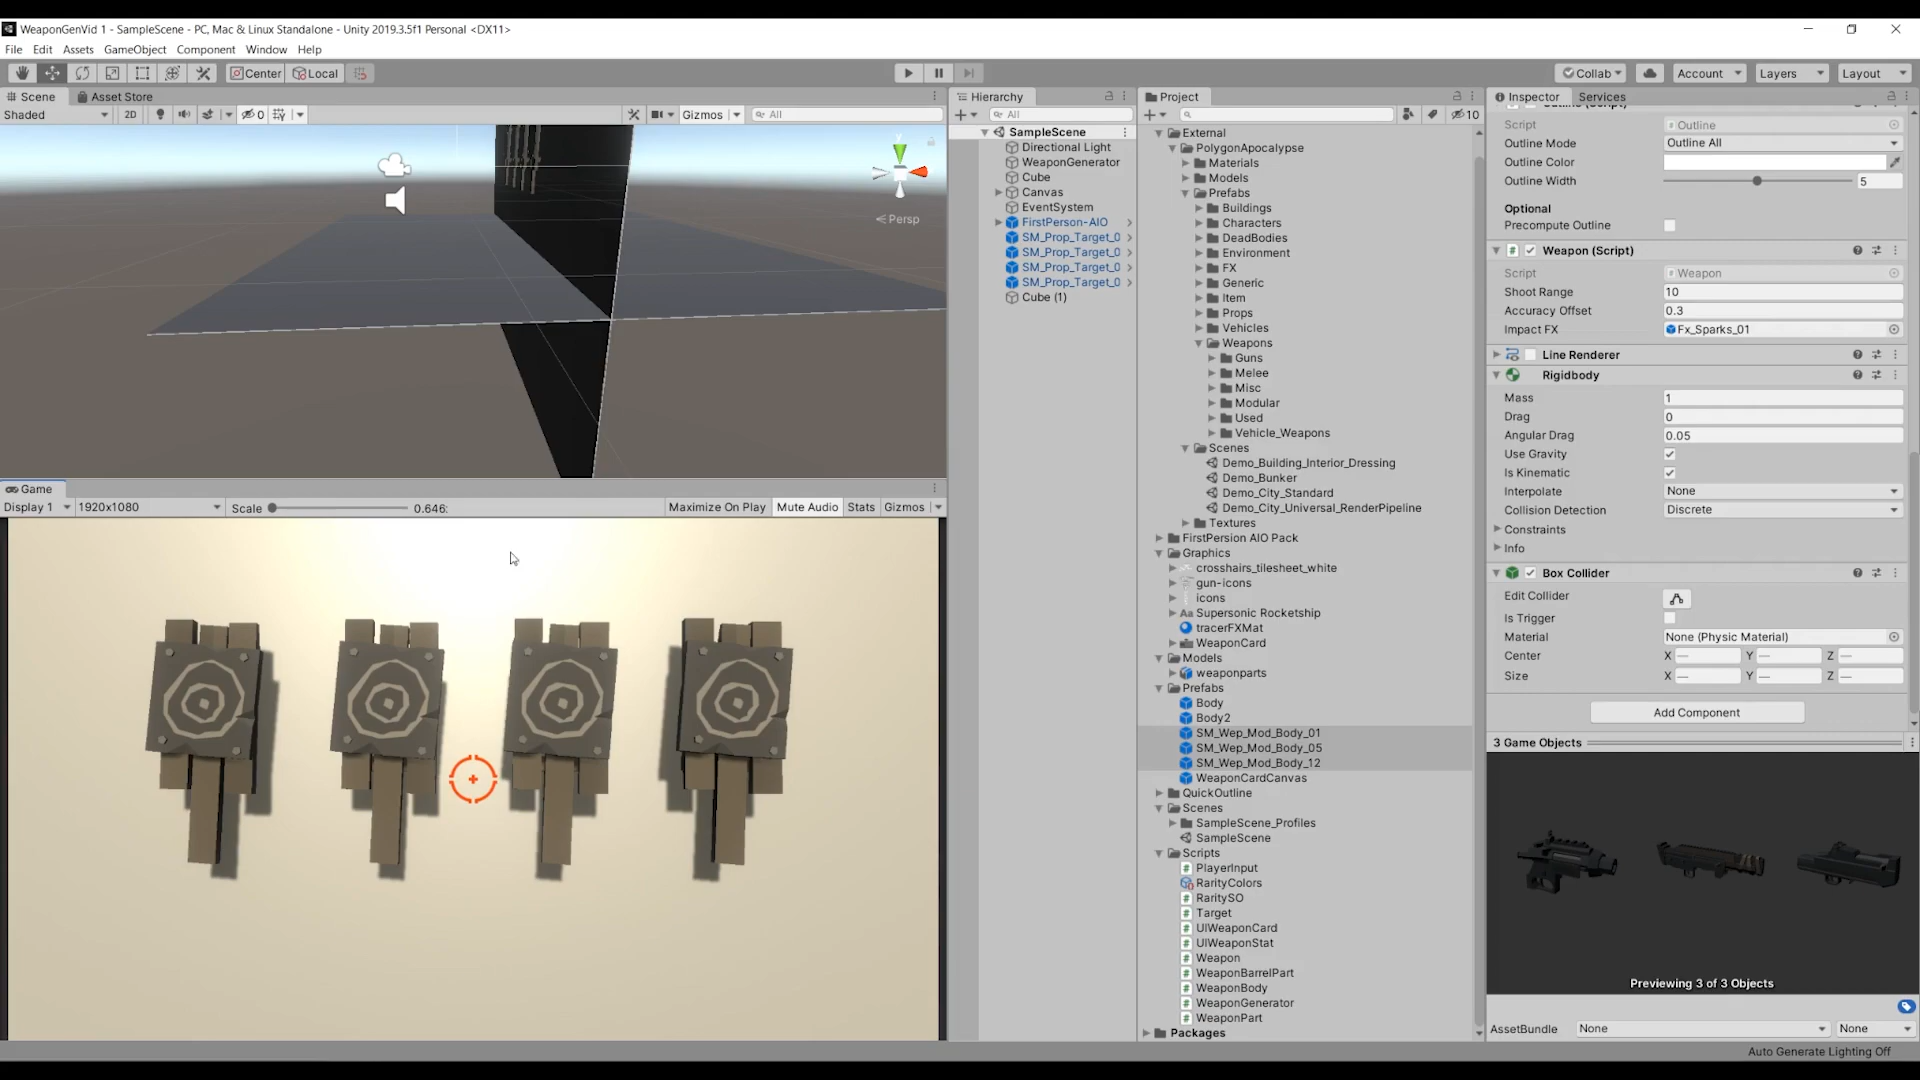 WeaponGenVid 1 - SampleScene - PC, Mac & Linux Standalone - Unity 2019.3.5f1 Personal <DX11>
File Edit Assets GameObject Component Window Help
Center Local
Collab Account Layers Layout
Scene Asset Store
Shaded 2D 0 Gizmos All
Persp
Game
Display 1 1920x1080 Scale 0.646: Maximize On Play Mute Audio Stats Gizmos
Hierarchy
All
SampleScene
Directional Light
WeaponGenerator
Cube
Canvas
EventSystem
FirstPerson-AIO
SM_Prop_Target_0
SM_Prop_Target_0
SM_Prop_Target_0
SM_Prop_Target_0
Cube (1)
Project
10
External
PolygonApocalypse
Materials
Models
Prefabs
Buildings
Characters
DeadBodies
Environment
FX
Generic
Item
Props
Vehicles
Weapons
Guns
Melee
Misc
Modular
Used
Vehicle_Weapons
Scenes
Demo_Building_Interior_Dressing
Demo_Bunker
Demo_City_Standard
Demo_City_Universal_RenderPipeline
Textures
FirstPersion AIO Pack
Graphics
crosshairs_tilesheet_white
gun-icons
icons
Aa Supersonic Rocketship
tracerFXMat
WeaponCard
Models
weaponparts
Prefabs
Body
Body2
SM_Wep_Mod_Body_01
SM_Wep_Mod_Body_05
SM_Wep_Mod_Body_12
WeaponCardCanvas
QuickOutline
Scenes
SampleScene_Profiles
SampleScene
Scripts
PlayerInput
RarityColors
RaritySO
Target
UIWeaponCard
UIWeaponStat
Weapon
WeaponBarrelPart
WeaponBody
WeaponGenerator
WeaponPart
Packages
Inspector Services
Script Outline
Outline Mode Outline All
Outline Color
Outline Width 5
Optional
Precompute Outline
Weapon (Script)
Script Weapon
Shoot Range 10
Accuracy Offset 0.3
Impact FX Fx_Sparks_01
Line Renderer
Rigidbody
Mass 1
Drag 0
Angular Drag 0.05
Use Gravity
Is Kinematic
Interpolate None
Collision Detection Discrete
Constraints
Info
Box Collider
Edit Collider
Is Trigger
Material None (Physic Material)
Center X — Y — Z —
Size X — Y — Z —
Add Component
3 Game Objects
Previewing 3 of 3 Objects
AssetBundle None None
Auto Generate Lighting Off